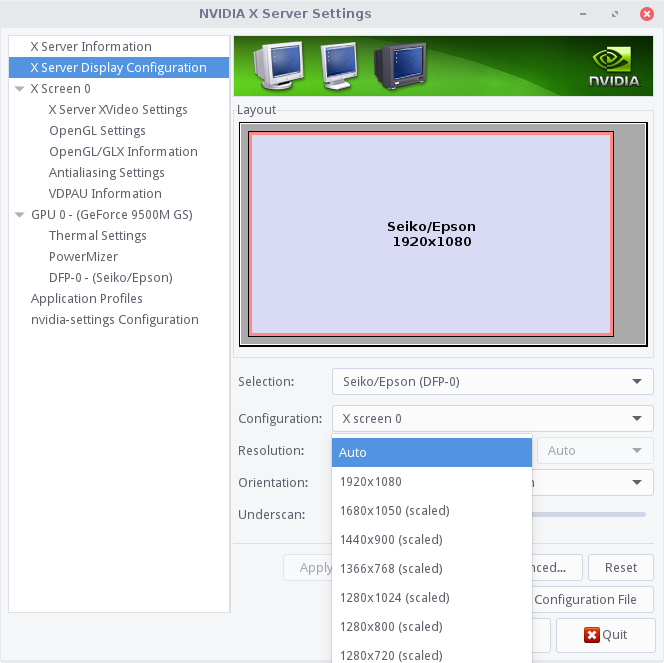 NVIDIA X Server Settings
X Server Information
X Server Display Configuration
X Screen 0
X Server XVideo Settings
OpenGL Settings
OpenGL/GLX Information
Antialiasing Settings
VDPAU Information
GPU 0 - (GeForce 9500M GS)
Thermal Settings
PowerMizer
DFP-0 - (Seiko/Epson)
Application Profiles
nvidia-settings Configuration
NVIDIA
Layout
Seiko/Epson
1920x1080
Selection:
Seiko/Epson (DFP-0)
Configuration:
X screen 0
Resolution:
Auto
Auto
1920x1080
1680x1050 (scaled)
1440x900 (scaled)
1366x768 (scaled)
1280x1024 (scaled)
1280x800 (scaled)
1280x720 (scaled)
Orientation:
Underscan:
Apply
nced...
Reset
Configuration File
Quit